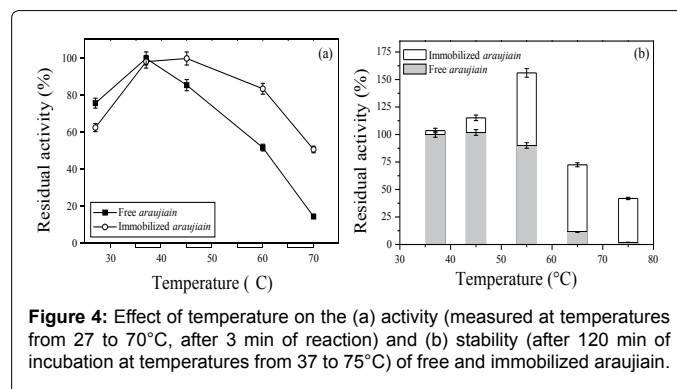 (a)
Residual activity (%)
100
80
60
40
20
0
Free araujiain
Immobilized araujiain
30 40 50 60 70
Temperature ( C)
(b)
Residual activity (%)
175
150
125
100
75
50
25
0
Immobilized araujiain
Free araujiain
30 40 50 60 70 80
Temperature (°C)
Figure 4: Effect of temperature on the (a) activity (measured at temperatures
from 27 to 70°C, after 3 min of reaction) and (b) stability (after 120 min of
incubation at temperatures from 37 to 75°C) of free and immobilized araujiain.